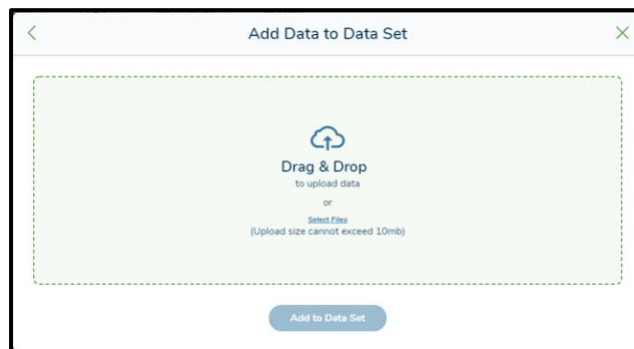 Add Data to Data Set
Drag & Drop
to upload data
or
Select Files
(Upload size cannot exceed 10mb)
Add to Data Set